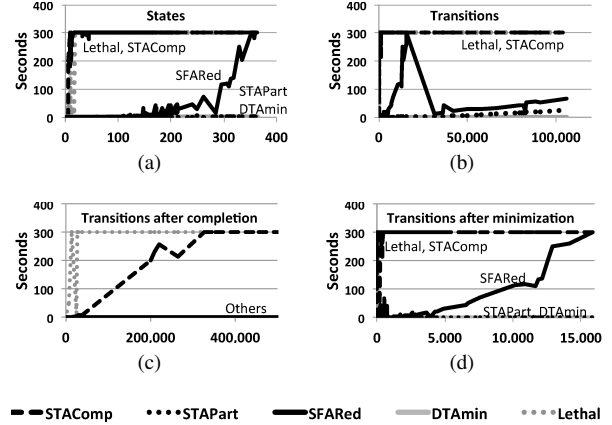 States
Transitions
400
300
200
100
0
Seconds
Lethal, STAComp
SFARed
STAPart
DTAmin
0 100 200 300 400
400
300
200
100
0
Seconds
Lethal, STAComp
0 50,000 100,000
(a)
(b)
Transitions after completion
Transitions after minimization
400
300
200
100
0
Seconds
Others
0 200,000 400,000
400
300
200
100
0
Seconds
Lethal, STAComp
SFARed
STAPart, DTAmin
0 5,000 10,000 15,000
(c)
(d)
STAComp STAPart SFARed DTAmin Lethal